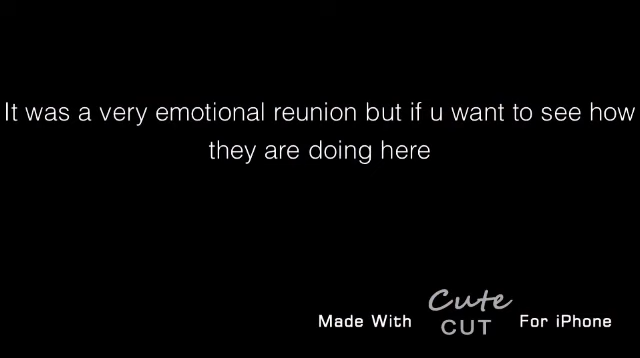 It was a very emotional reunion but if u want to see how
they are doing here
Made With Cute CUT For iPhone